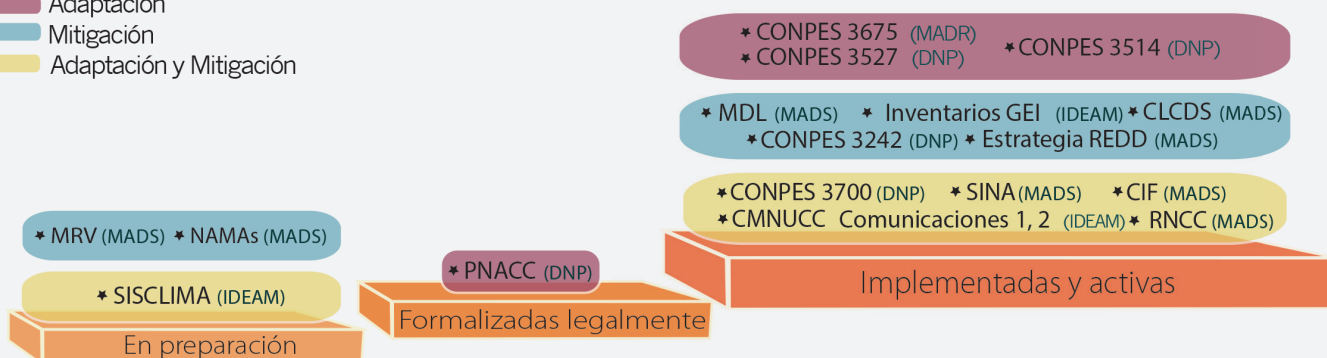 Adaptación
Mitigación
Adaptación y Mitigación
★ CONPES 3675 (MADR)
★ CONPES 3527 (DNP)
★ CONPES 3514 (DNP)
★ MDL (MADS) ★ Inventarios GEI (IDEAM) ★ CLCDS (MADS)
★ CONPES 3242 (DNP) ★ Estrategia REDD (MADS)
★ CONPES 3700 (DNP) ★ SINA (MADS) ★ CIF (MADS)
★ CMNUCC Comunicaciones 1, 2 (IDEAM) ★ RNCC (MADS)
Implementadas y activas
★ MRV (MADS) ★ NAMAs (MADS)
★ SISCLIMA (IDEAM)
En preparación
★ PNACC (DNP)
Formalizadas legalmente